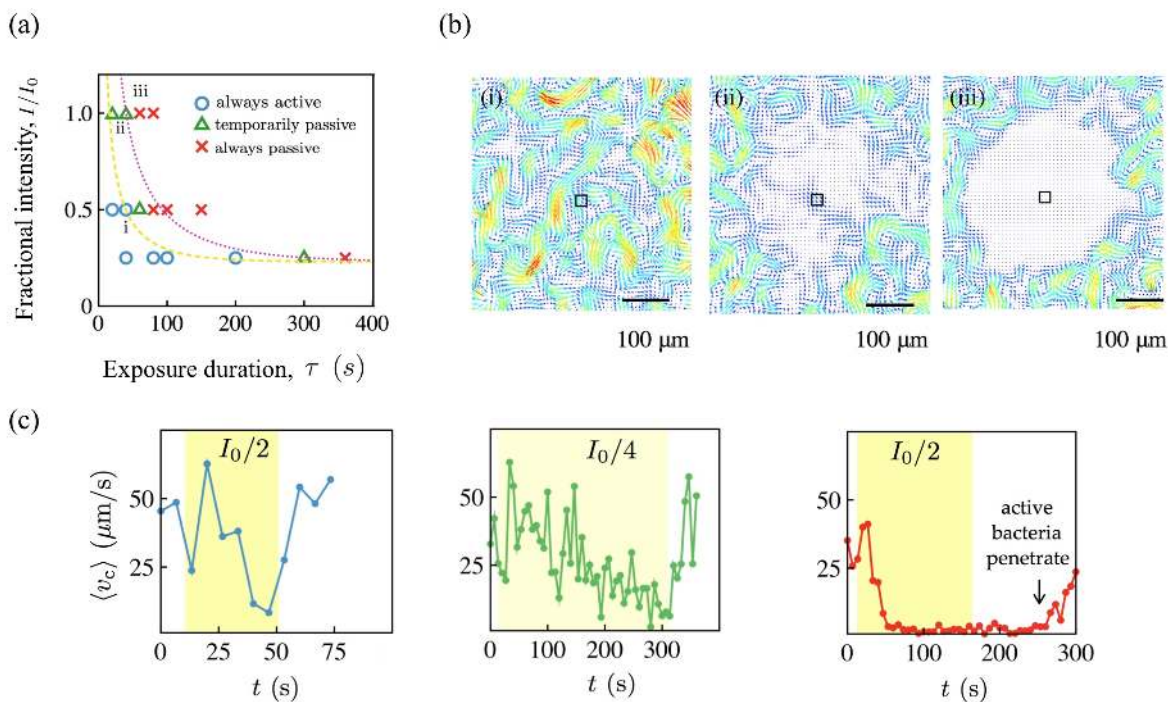 (a)
Fractional intensity, I/I₀
1.0
0.5
0
iii
ii
i
always active
temporarily passive
always passive
0 100 200 300 400
Exposure duration, τ (s)
(b)
(i)
(ii)
(iii)
100 μm
100 μm
100 μm
(c)
⟨v_c⟩ (μm/s)
50
25
I₀/2
0 25 50 75
t (s)
50
25
I₀/4
0 100 200 300
t (s)
50
25
I₀/2
active
bacteria
penetrate
0 100 200 300
t (s)